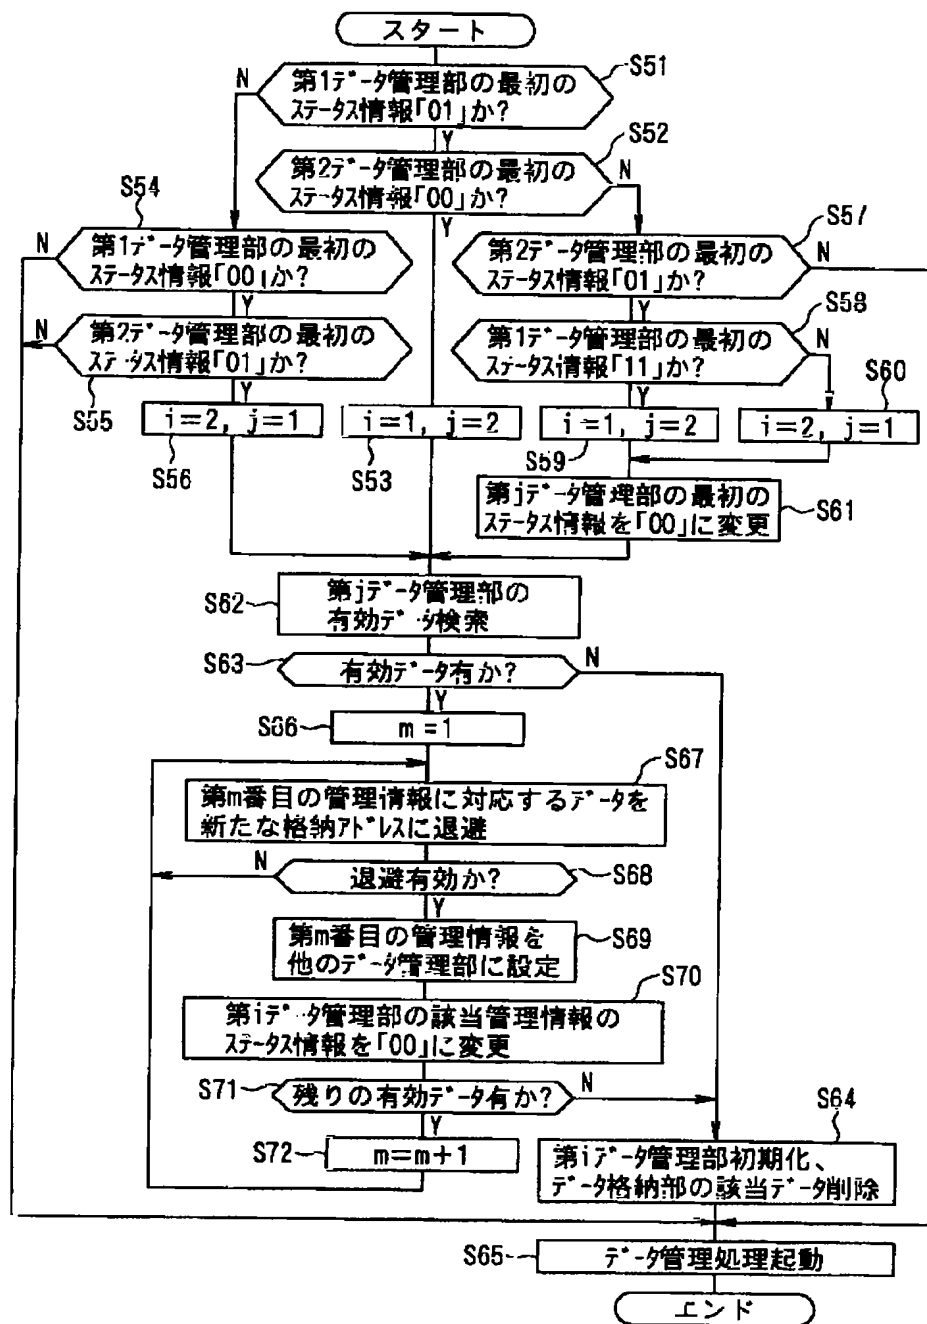 スタート
S51
N
第1データ管理部の最初の
ステータス情報「01」か?
Y
S52
第2データ管理部の最初の
ステータス情報「00」か?
N
Y
S54
N
第1データ管理部の最初の
ステータス情報「00」か?
Y
S57
第2データ管理部の最初の
ステータス情報「01」か?
N
Y
N
第2データ管理部の最初の
ステータス情報「01」か?
Y
S55
S58
第1データ管理部の最初の
ステータス情報「11」か?
N
Y
S60
i=2, j=1
S56
i=1, j=2
S53
i=1, j=2
S59
i=2, j=1
第jデータ管理部の最初の
ステータス情報を「00」に変更
S61
S62
第jデータ管理部の
有効データ検索
S63
有効データ有か?
N
Y
S66
m=1
S67
第m番目の管理情報に対応するデータを
新たな格納アドレスに退避
N
退避有効か?
S68
Y
第m番目の管理情報を
他のデータ管理部に設定
S69
S70
第iデータ管理部の該当管理情報の
ステータス情報を「00」に変更
S71
残りの有効データ有か?
N
Y
S72
m=m+1
S64
第iデータ管理部初期化、
データ格納部の該当データ削除
S65
データ管理処理起動
エンド